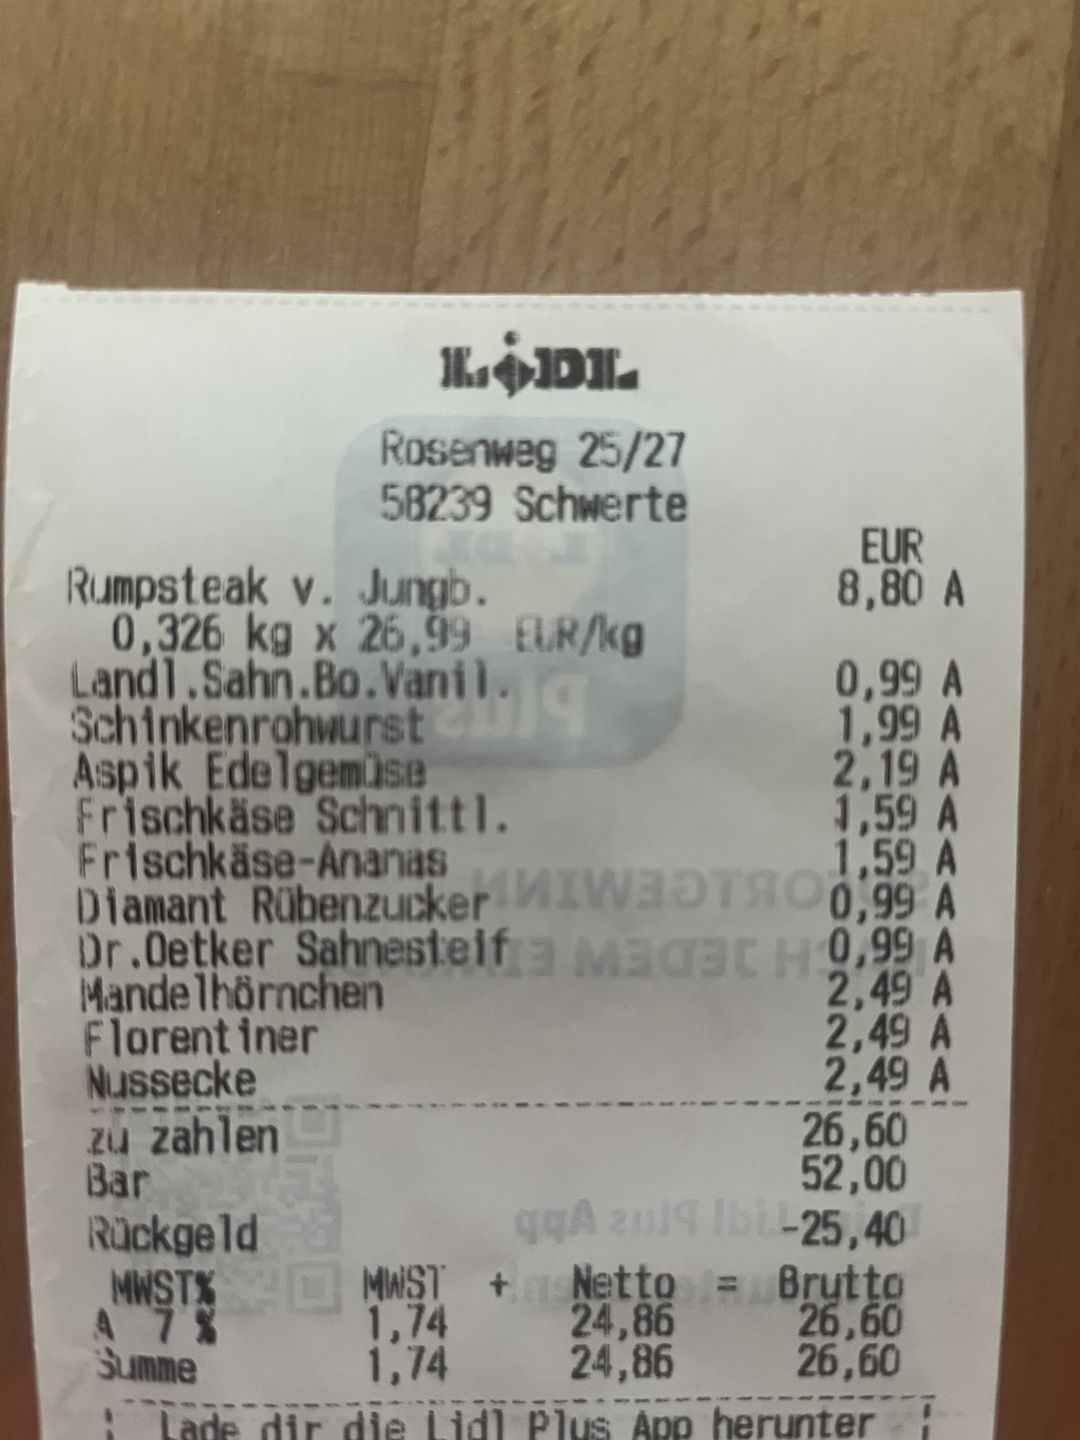 LIDL
Rosenweg 25/27
58239 Schwerte
EUR
Rumpsteak v. Jungb. 8,80 A
0,326 kg x 26,99 EUR/kg
Landl.Sahn.Bo.Vanil. 0,99 A
Schinkenrohwurst 1,99 A
Aspik Edelgemüse 2,19 A
Frischkäse Schnittl. 1,59 A
Frischkäse-Ananas 1,59 A
Diamant Rübenzucker 0,99 A
Dr.Oetker Sahnesteif 0,99 A
Mandelhörnchen 2,49 A
Florentiner 2,49 A
Nussecke 2,49 A
zu zahlen 26,60
Bar 52,00
Rückgeld -25,40
MWST% MWST + Netto = Brutto
A 7 % 1,74 24,86 26,60
Summe 1,74 24,86 26,60
Lade dir die Lidl Plus App herunter